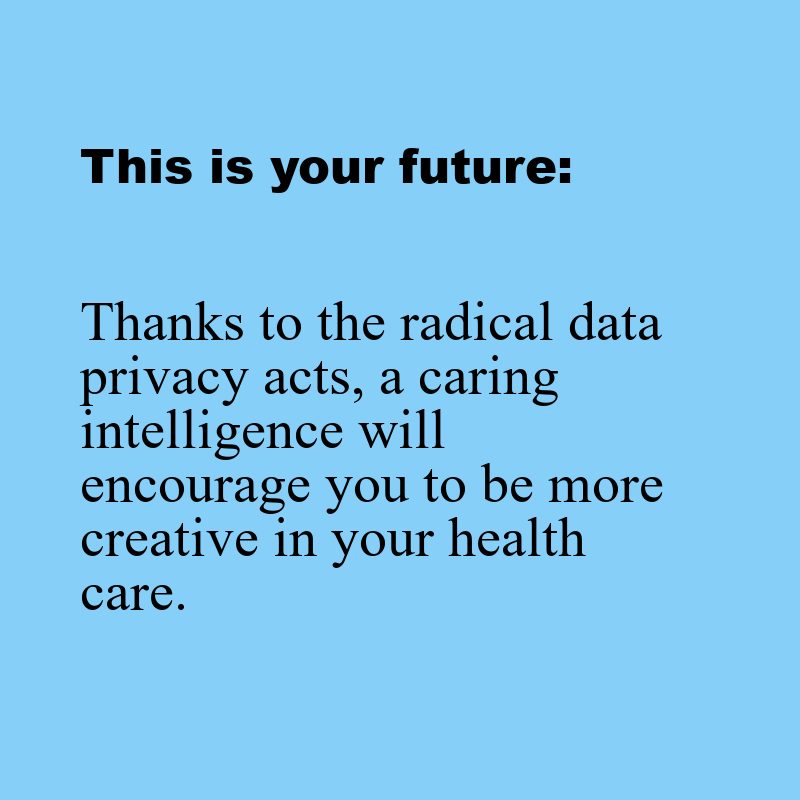 This is your future:
Thanks to the radical data
privacy acts, a caring
intelligence will
encourage you to be more
creative in your health
care.